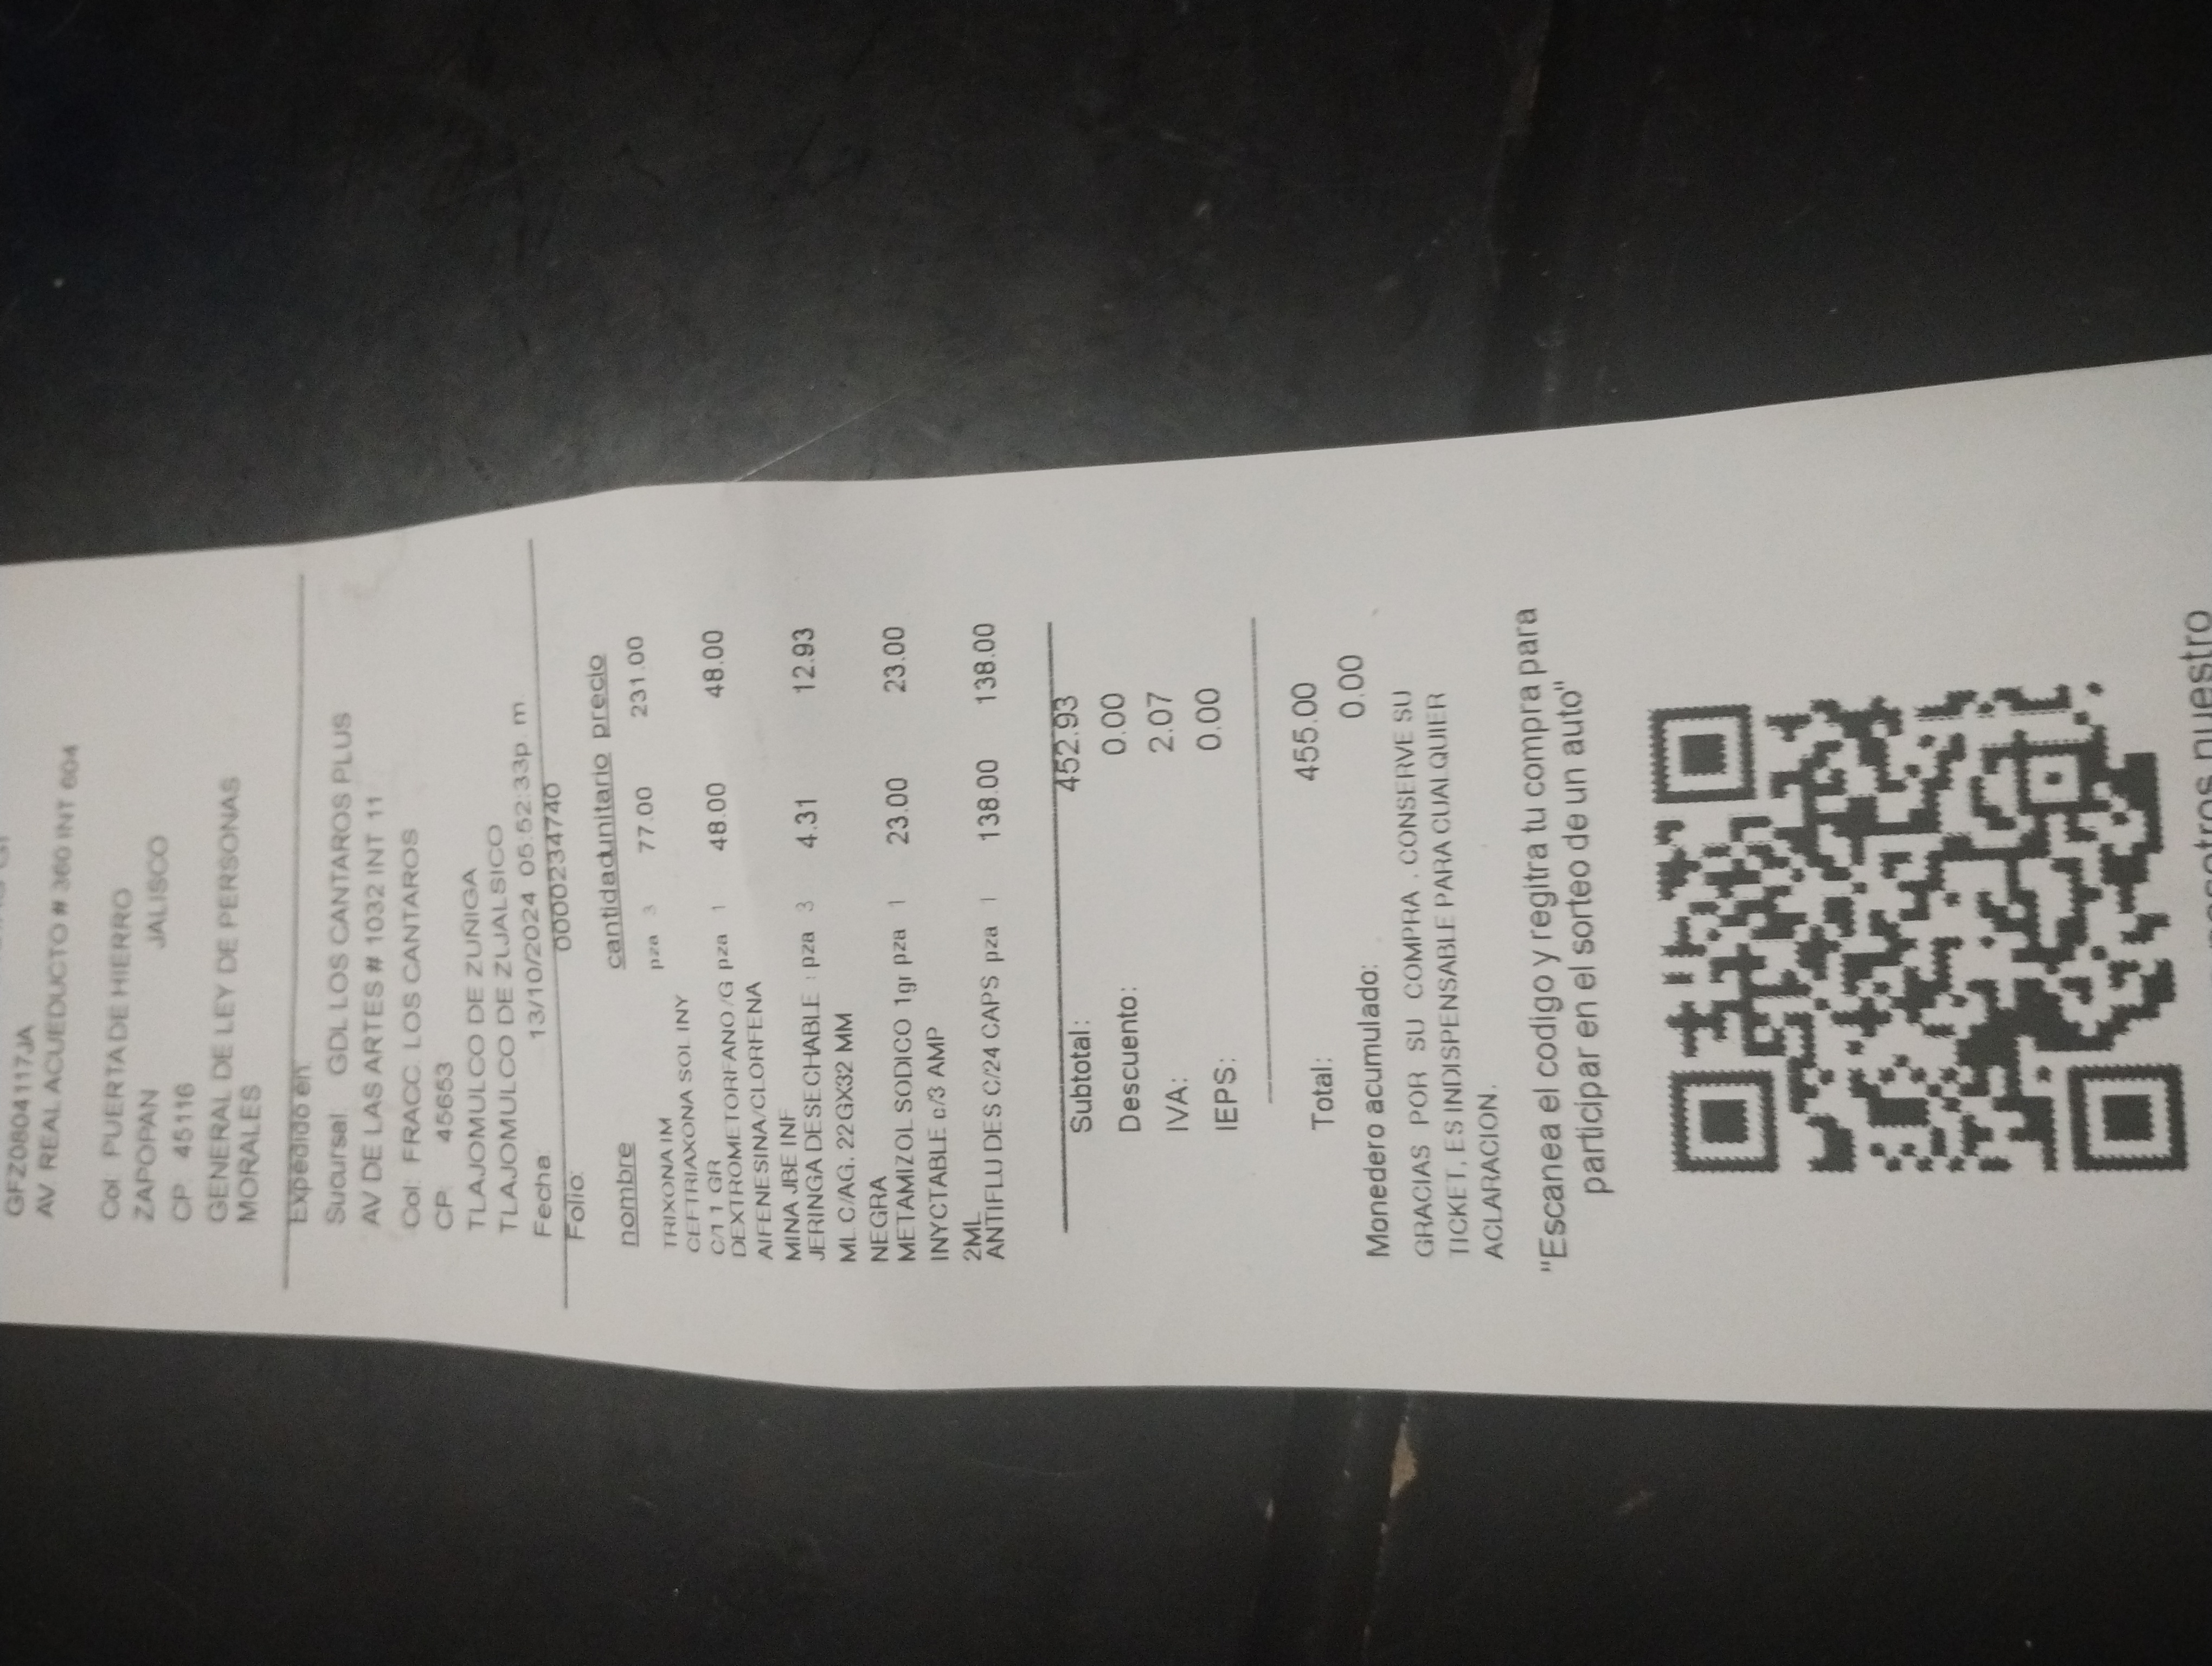 GFZ0804117JA
AV REAL ACUEDUCTO # 360 INT 604
Col: PUERTA DE HIERRO
ZAPOPAN JALISCO
CP 45116
GENERAL DE LEY DE PERSONAS
MORALES
Expedido en
Sucursal GDL LOS CANTAROS PLUS
AV DE LAS ARTES # 1032 INT 11
Col: FRACC. LOS CANTAROS
CP 45653
TLAJOMULCO DE ZUÑIGA
TLAJOMULCO DE ZUJALSICO
Fecha: 13/10/2024 05:52:33p m
Folio: 0000234740
nombre cantidadunitario precio
TRIXONA IM pza 3 77.00 231.00
CEFTRIAXONA SOL INY
C/1 1 GR
DEXTROMETORFANO/G pza 1 48.00 48.00
AIFENESINA/CLORFENA
MINA JBE INF
JERINGA DESECHABLE : pza 3 4.31 12.93
ML C/AG. 22GX32 MM
NEGRA
METAMIZOL SODICO 1gr pza 1 23.00 23.00
INYCTABLE c/3 AMP
2ML
ANTIFLU DES C/24 CAPS pza 1 138.00 138.00
Subtotal: 452.93
Descuento: 0.00
IVA: 2.07
IEPS: 0.00
Total: 455.00
Monedero acumulado: 0.00
GRACIAS POR SU COMPRA . CONSERVE SU
TICKET, ES INDISPENSABLE PARA CUALQUIER
ACLARACION.
"Escanea el codigo y regitra tu compra para
participar en el sorteo de un auto"
nuestro